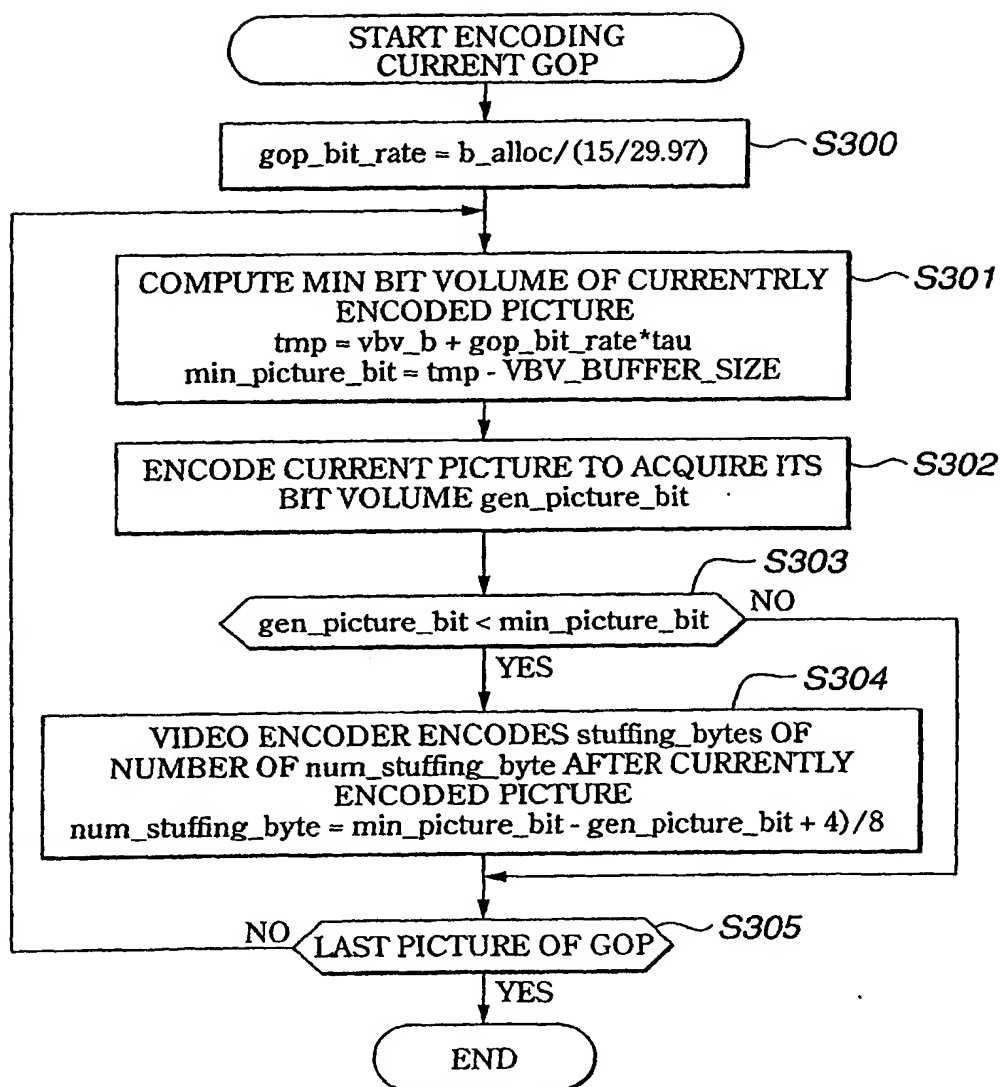 START ENCODING
CURRENT GOP
gop_bit_rate = b_alloc/(15/29.97)
S300
COMPUTE MIN BIT VOLUME OF CURRENTRLY
ENCODED PICTURE
tmp = vbv_b + gop_bit_rate*tau
min_picture_bit = tmp - VBV_BUFFER_SIZE
S301
ENCODE CURRENT PICTURE TO ACQUIRE ITS
BIT VOLUME gen_picture_bit
S302
S303
gen_picture_bit < min_picture_bit
NO
YES
S304
VIDEO ENCODER ENCODES stuffing_bytes OF
NUMBER OF num_stuffing_byte AFTER CURRENTLY
ENCODED PICTURE
num_stuffing_byte = min_picture_bit - gen_picture_bit + 4)/8
NO
LAST PICTURE OF GOP
S305
YES
END